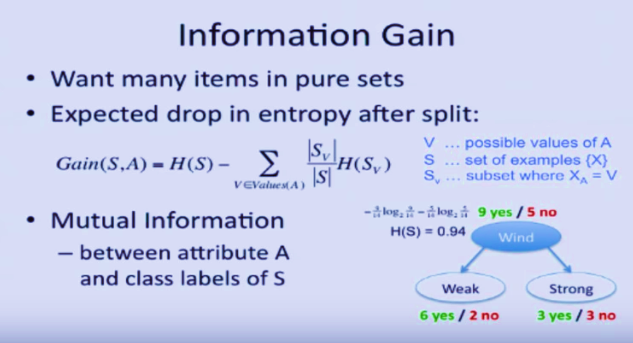 Information Gain
• Want many items in pure sets
• Expected drop in entropy after split:
Gain(S,A) = H(S) − ∑ V∈Values(A) |Sᵥ| / |S| H(Sᵥ)
V ... possible values of A
S ... set of examples {X}
Sᵥ ... subset where X_A = V
• Mutual Information
– between attribute A
and class labels of S
−9/14 log₂ 9/14 − 5/14 log₂ 5/14 9 yes / 5 no
H(S) = 0.94
Wind
Weak Strong
6 yes / 2 no 3 yes / 3 no